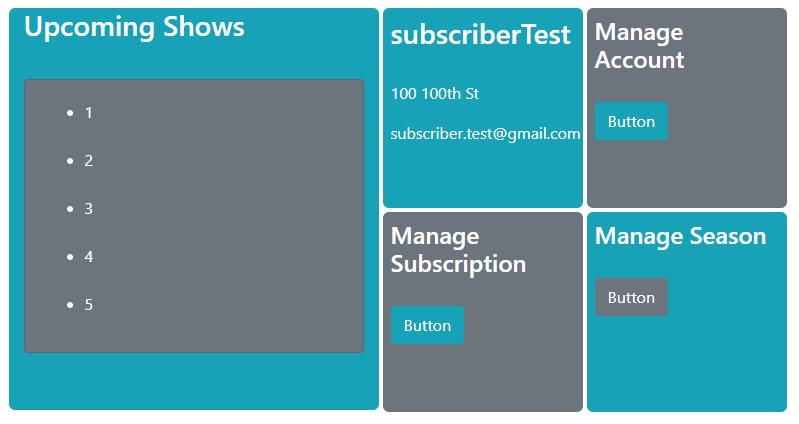 Upcoming Shows
1
2
3
4
5
subscriberTest
100 100th St
subscriber.test@gmail.com
Manage
Account
Button
Manage
Subscription
Button
Manage Season
Button